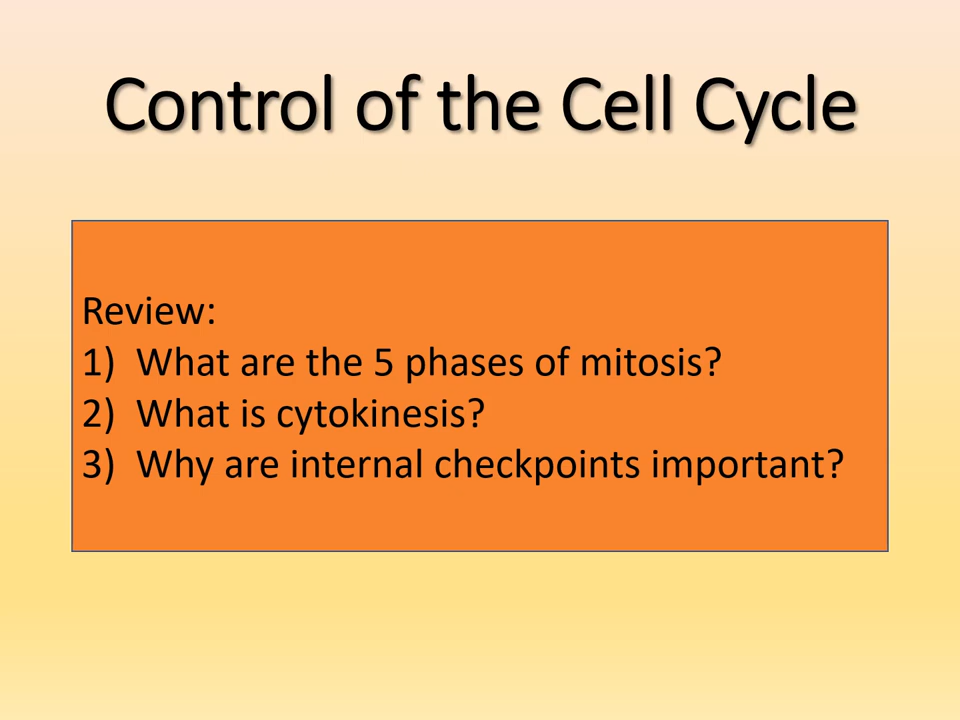 Control of the Cell Cycle
Review:
1) What are the 5 phases of mitosis?
2) What is cytokinesis?
3) Why are internal checkpoints important?